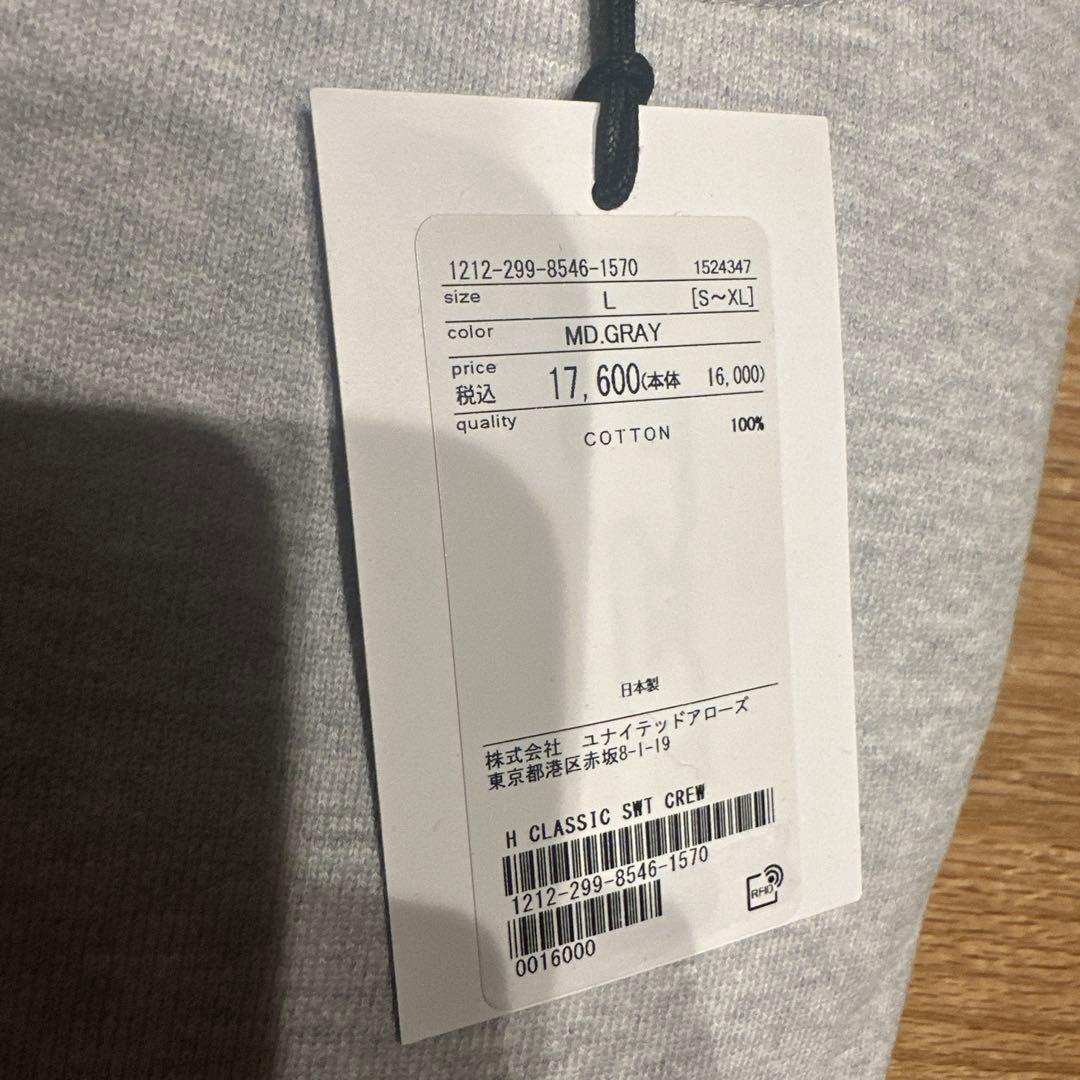 1212-299-8546-1570 1524347
size L [S～XL]
color MD.GRAY
price
税込 17,600(本体 16,000)
quality
COTTON 100%
日本製
株式会社 ユナイテッドアローズ
東京都港区赤坂8-1-19
H CLASSIC SWT CREW
1212-299-8546-1570
0016000
RFID